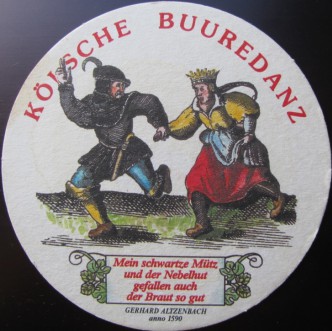 KÖLSCHE BUUREDANZ
Mein schwartze Mütz
und der Nebelhut
gefallen auch
der Braut so gut
GERHARD ALTZENBACH
anno 1590